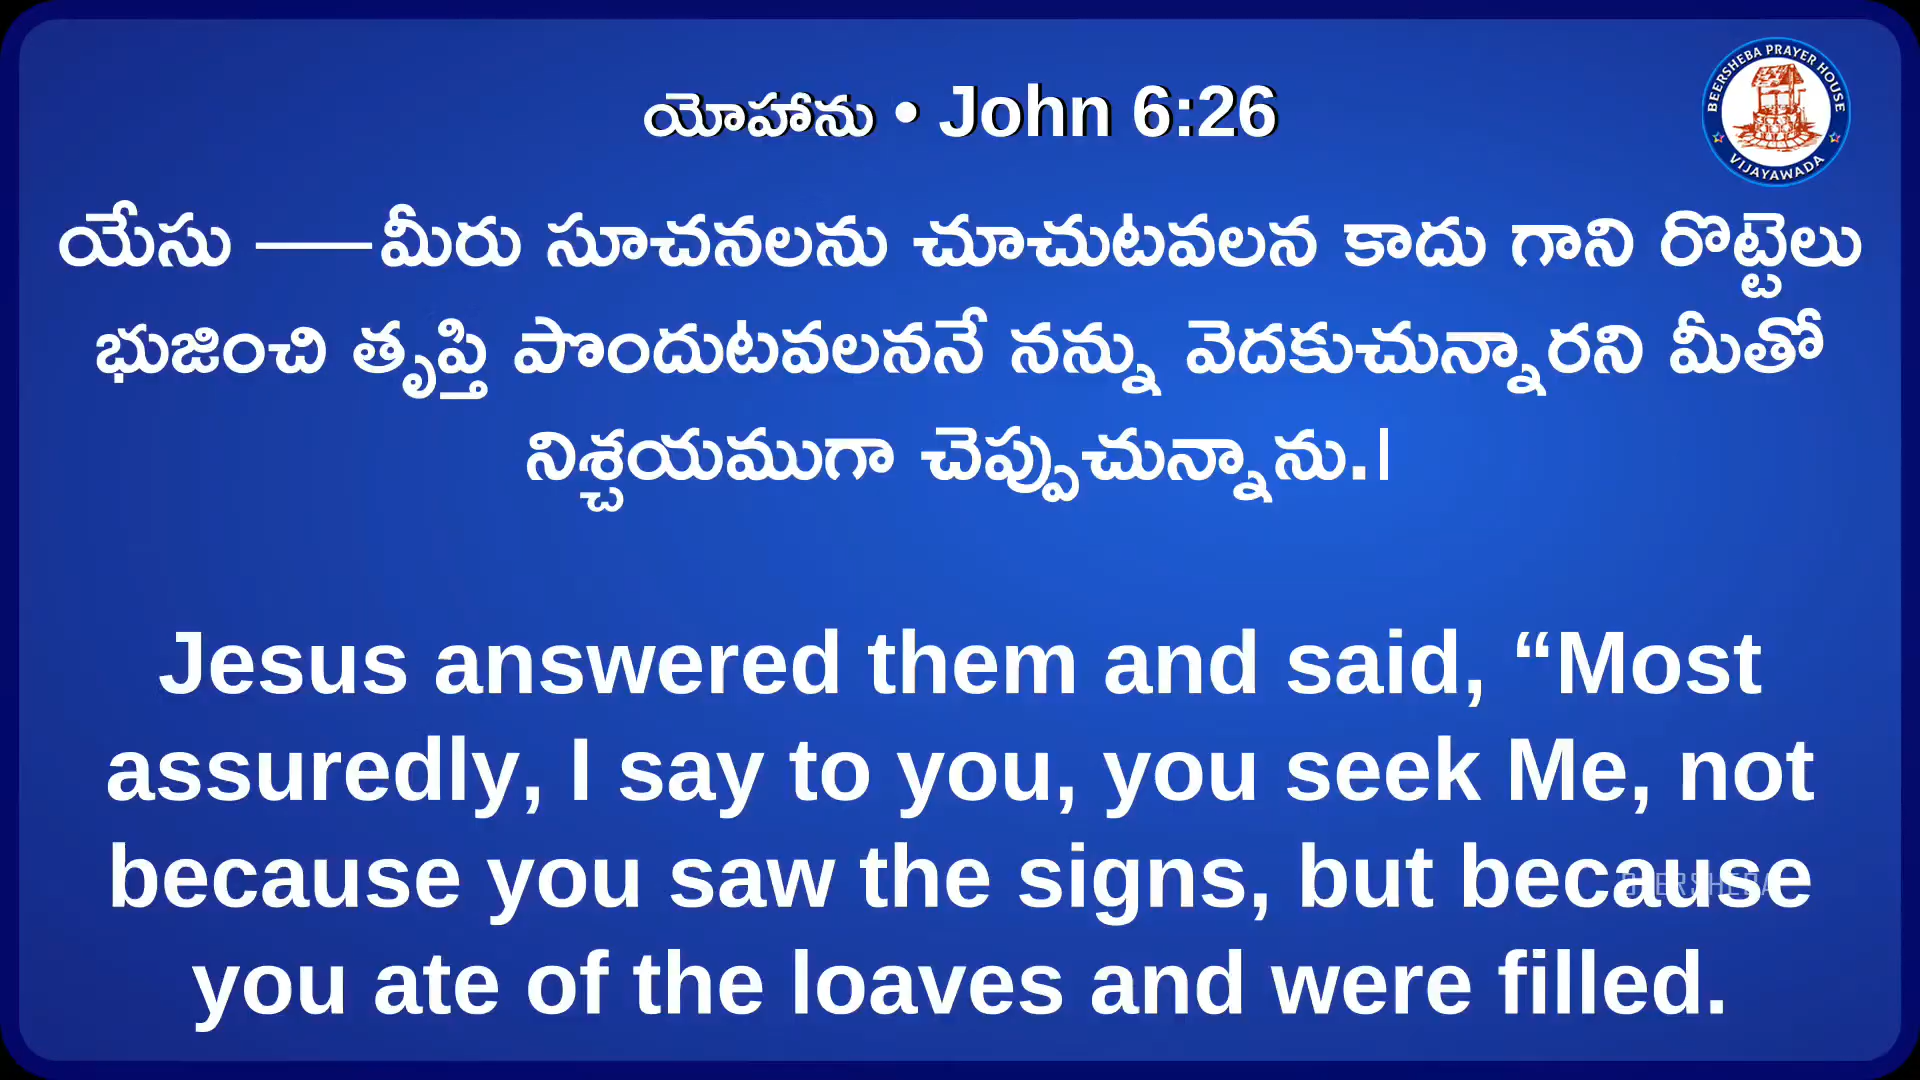 యోహాను • John 6:26
BEERSHEBA PRAYER HOUSE
VIJAYAWADA
యేసు ––మీరు సూచనలను చూచుటవలన కాదు గాని రొట్టెలు
భుజించి తృప్తి పొందుటవలననే నన్ను వెదకుచున్నారని మీతో
నిశ్చయముగా చెప్పుచున్నాను.|
Jesus answered them and said, “Most
assuredly, I say to you, you seek Me, not
because you saw the signs, but because
you ate of the loaves and were filled.